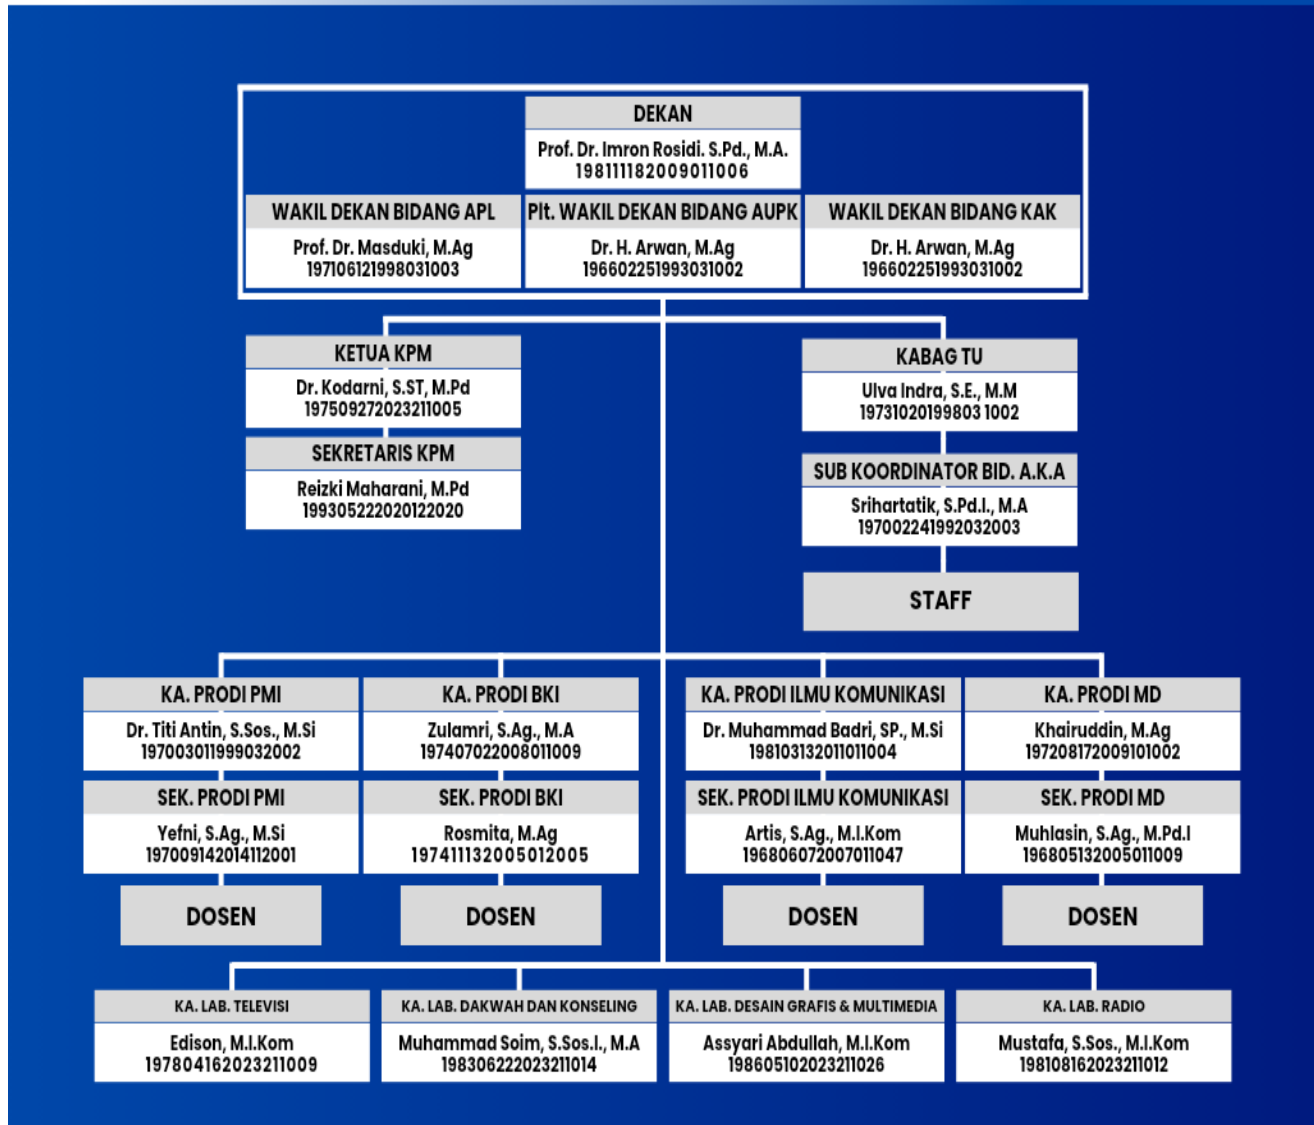 DEKAN
Prof. Dr. Imron Rosidi. S.Pd., M.A.
198111182009011006
WAKIL DEKAN BIDANG APL
Prof. Dr. Masduki, M.Ag
197106121998031003
Plt. WAKIL DEKAN BIDANG AUPK
Dr. H. Arwan, M.Ag
196602251993031002
WAKIL DEKAN BIDANG KAK
Dr. H. Arwan, M.Ag
196602251993031002
KETUA KPM
Dr. Kodarni, S.ST, M.Pd
197509272023211005
SEKRETARIS KPM
Reizki Maharani, M.Pd
199305222020122020
KABAG TU
Ulva Indra, S.E., M.M
19731020199803 1002
SUB KOORDINATOR BID. A.K.A
Srihartatik, S.Pd.I., M.A
197002241992032003
STAFF
KA. PRODI PMI
Dr. Titi Antin, S.Sos., M.Si
197003011999032002
SEK. PRODI PMI
Yefni, S.Ag., M.Si
197009142014112001
DOSEN
KA. PRODI BKI
Zulamri, S.Ag., M.A
197407022008011009
SEK. PRODI BKI
Rosmita, M.Ag
197411132005012005
DOSEN
KA. PRODI ILMU KOMUNIKASI
Dr. Muhammad Badri, SP., M.Si
198103132011011004
SEK. PRODI ILMU KOMUNIKASI
Artis, S.Ag., M.I.Kom
196806072007011047
DOSEN
KA. PRODI MD
Khairuddin, M.Ag
197208172009101002
SEK. PRODI MD
Muhlasin, S.Ag., M.Pd.I
196805132005011009
DOSEN
KA. LAB. TELEVISI
Edison, M.I.Kom
197804162023211009
KA. LAB. DAKWAH DAN KONSELING
Muhammad Soim, S.Sos.I., M.A
198306222023211014
KA. LAB. DESAIN GRAFIS & MULTIMEDIA
Assyari Abdullah, M.I.Kom
198605102023211026
KA. LAB. RADIO
Mustafa, S.Sos., M.I.Kom
198108162023211012